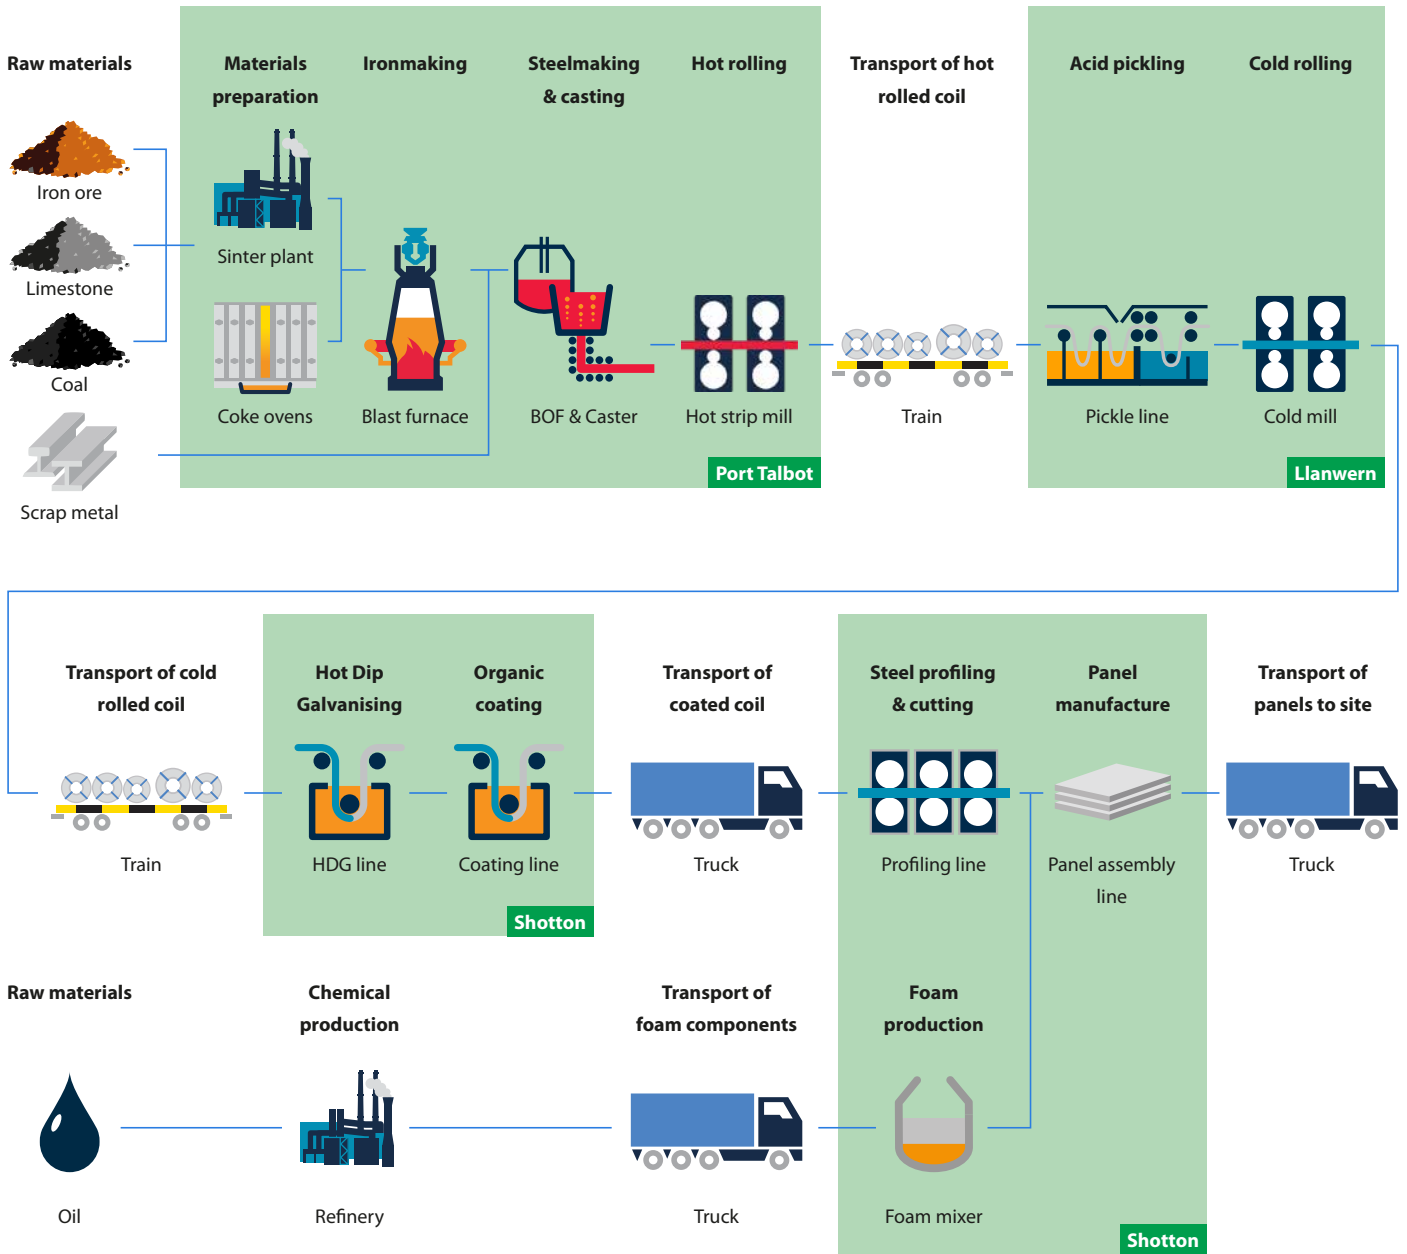 Raw materials
Materials
preparation
Ironmaking
Steelmaking
& casting
Hot rolling
Transport of hot
rolled coil
Acid pickling
Cold rolling
Iron ore
Limestone
Coal
Scrap metal
Sinter plant
Coke ovens
Blast furnace
BOF & Caster
Hot strip mill
Train
Pickle line
Cold mill
Port Talbot
Llanwern
Transport of cold
rolled coil
Hot Dip
Galvanising
Organic
coating
Transport of
coated coil
Steel profiling
& cutting
Panel
manufacture
Transport of
panels to site
Train
HDG line
Coating line
Truck
Profiling line
Panel assembly
line
Truck
Shotton
Raw materials
Chemical
production
Transport of
foam components
Foam
production
Oil
Refinery
Truck
Foam mixer
Shotton